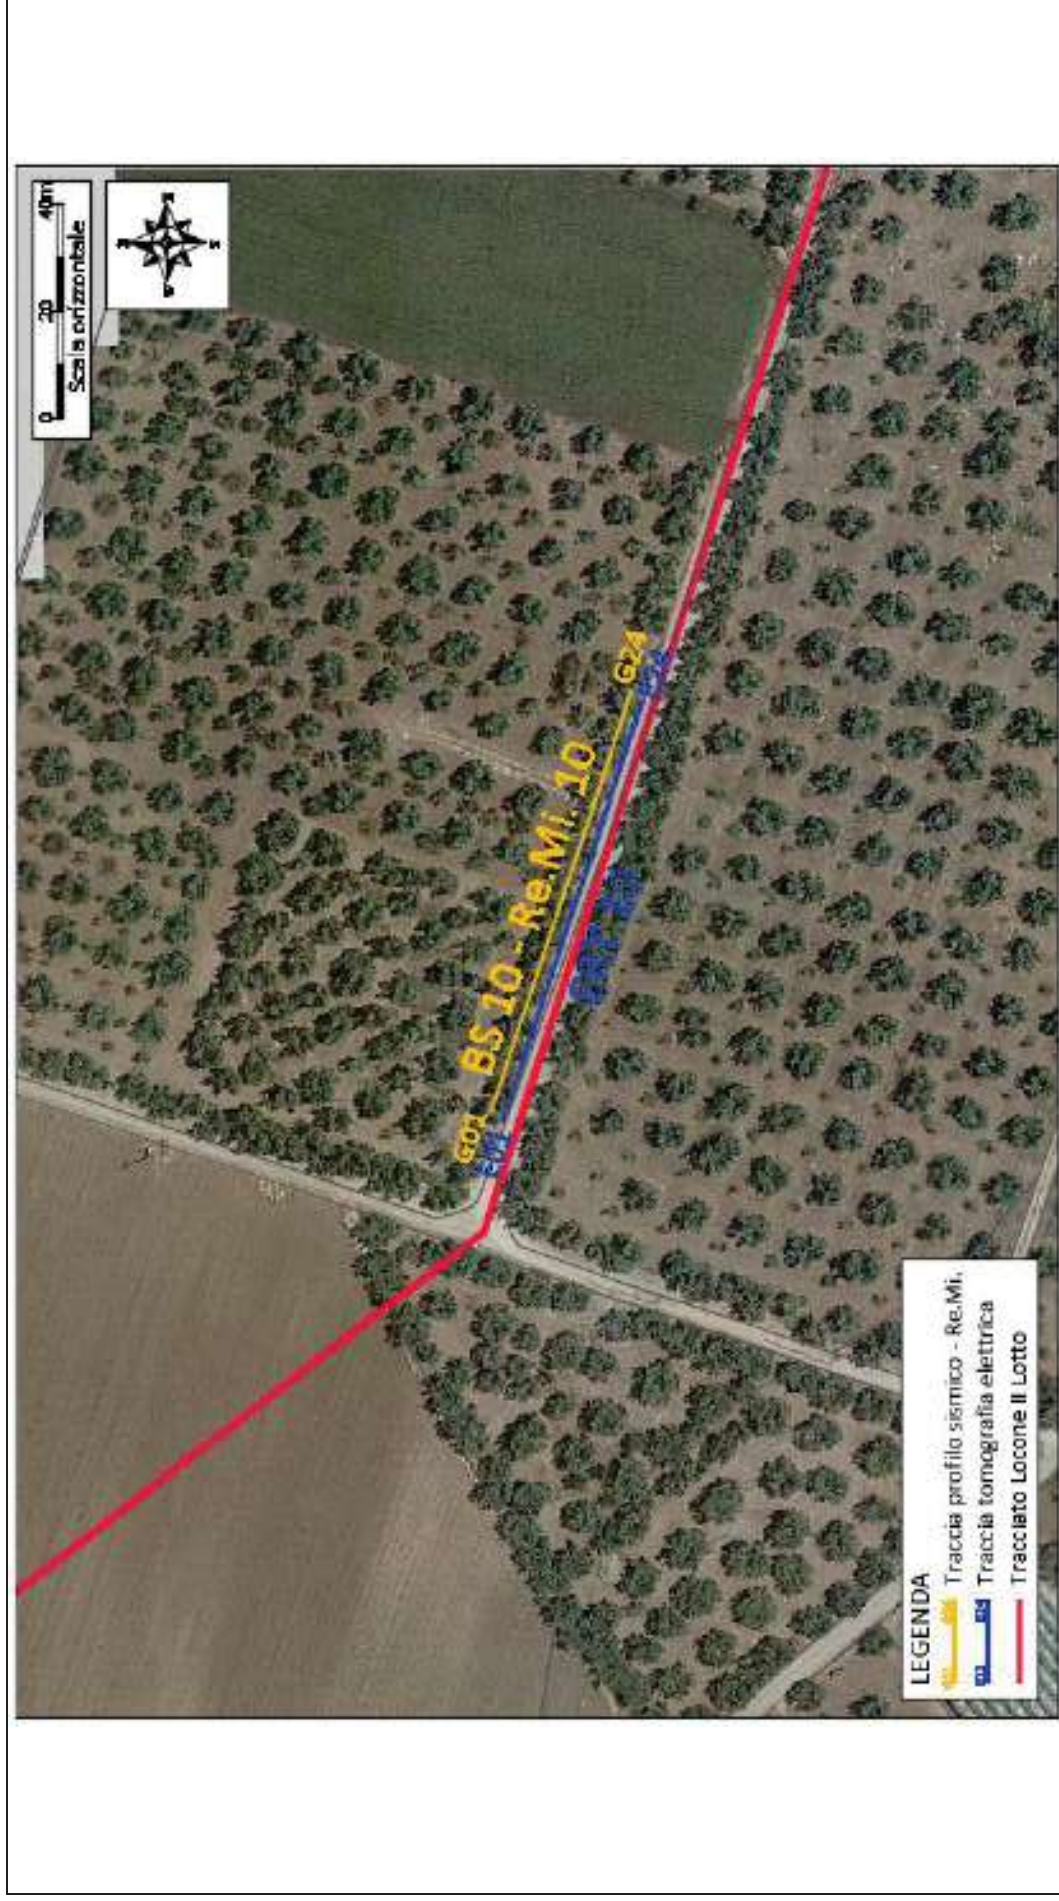 0 20 40m
Scala orizzontale
G01 BS 10 - Re.Mi. 10 G24
E01
LEGENDA
Traccia profilo sismico - Re.Mi.
Traccia tomografia elettrica
Tracciato Locone II Lotto